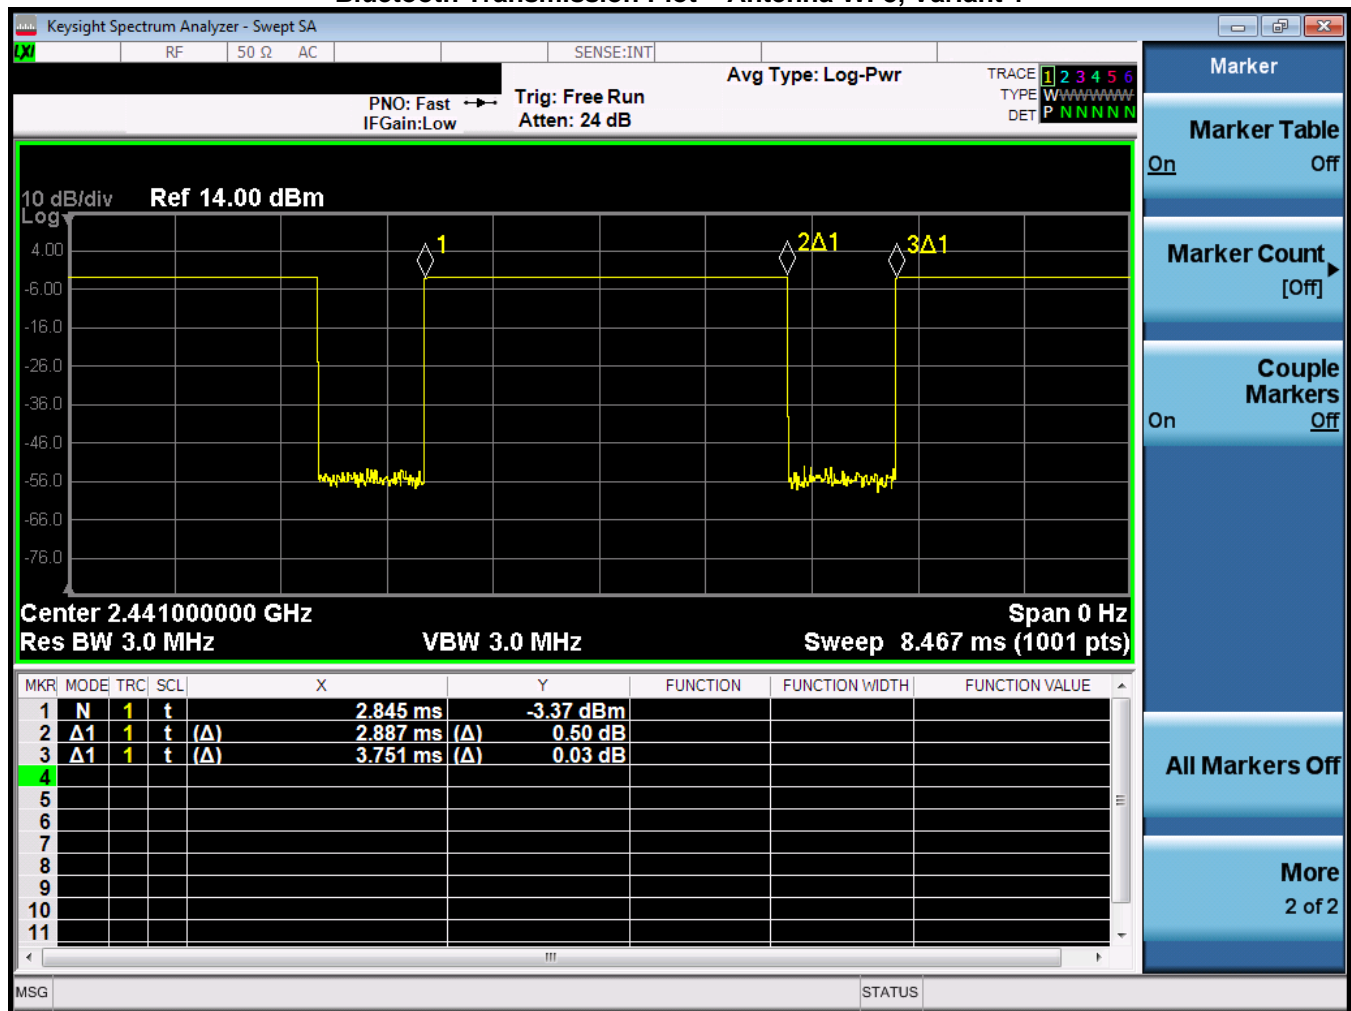 Keysight Spectrum Analyzer - Swept SA
LXI RF 50 Ω AC SENSE:INT
Avg Type: Log-Pwr
TRACE 1 2 3 4 5 6
TYPE W W W W W W
DET P N N N N N
PNO: Fast Trig: Free Run
IFGain:Low Atten: 24 dB
10 dB/div Ref 14.00 dBm
Log
4.00
-6.00
-16.0
-26.0
-36.0
-46.0
-56.0
-66.0
-76.0
1
2Δ1
3Δ1
Center 2.441000000 GHz Span 0 Hz
Res BW 3.0 MHz VBW 3.0 MHz Sweep 8.467 ms (1001 pts)
MKR MODE TRC SCL X Y FUNCTION FUNCTION WIDTH FUNCTION VALUE
1 N 1 t 2.845 ms -3.37 dBm
2 Δ1 1 t (Δ) 2.887 ms (Δ) 0.50 dB
3 Δ1 1 t (Δ) 3.751 ms (Δ) 0.03 dB
4
5
6
7
8
9
10
11
MSG STATUS
Marker
Marker Table
On Off
Marker Count
[Off]
Couple
Markers
On Off
All Markers Off
More
2 of 2